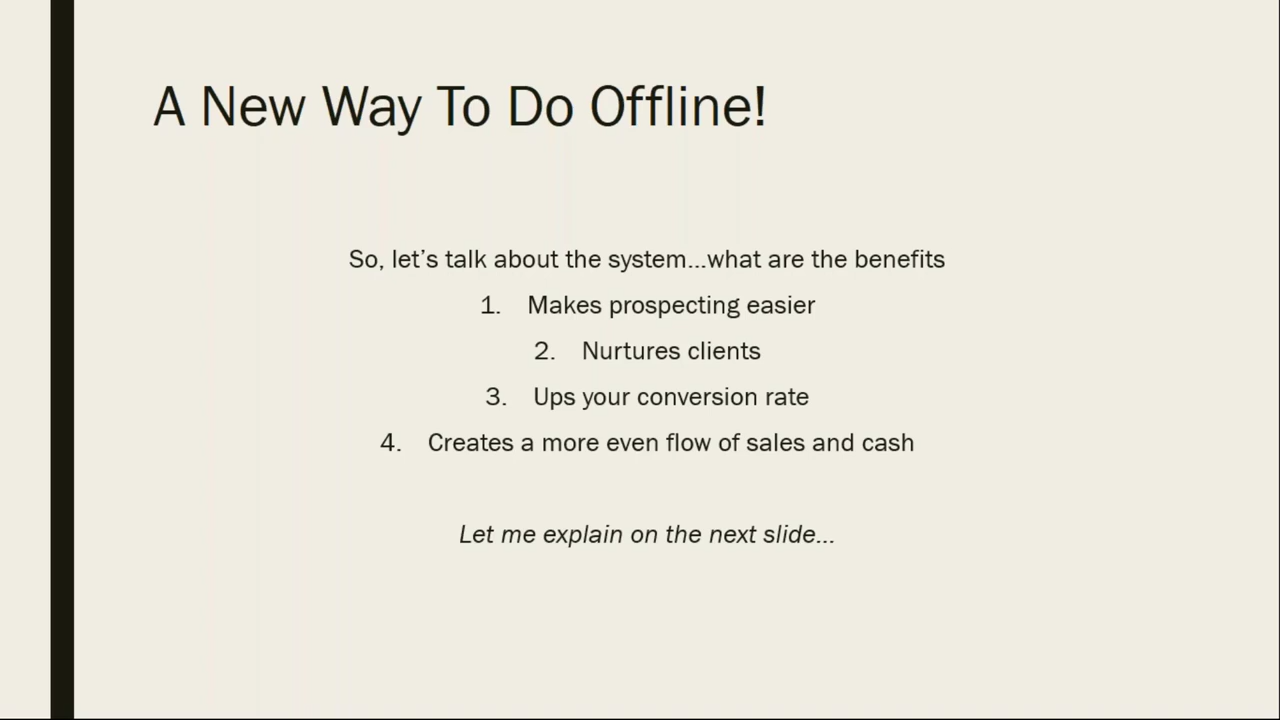 A New Way To Do Offline!
So, let’s talk about the system...what are the benefits
1. Makes prospecting easier
2. Nurtures clients
3. Ups your conversion rate
4. Creates a more even flow of sales and cash
Let me explain on the next slide...